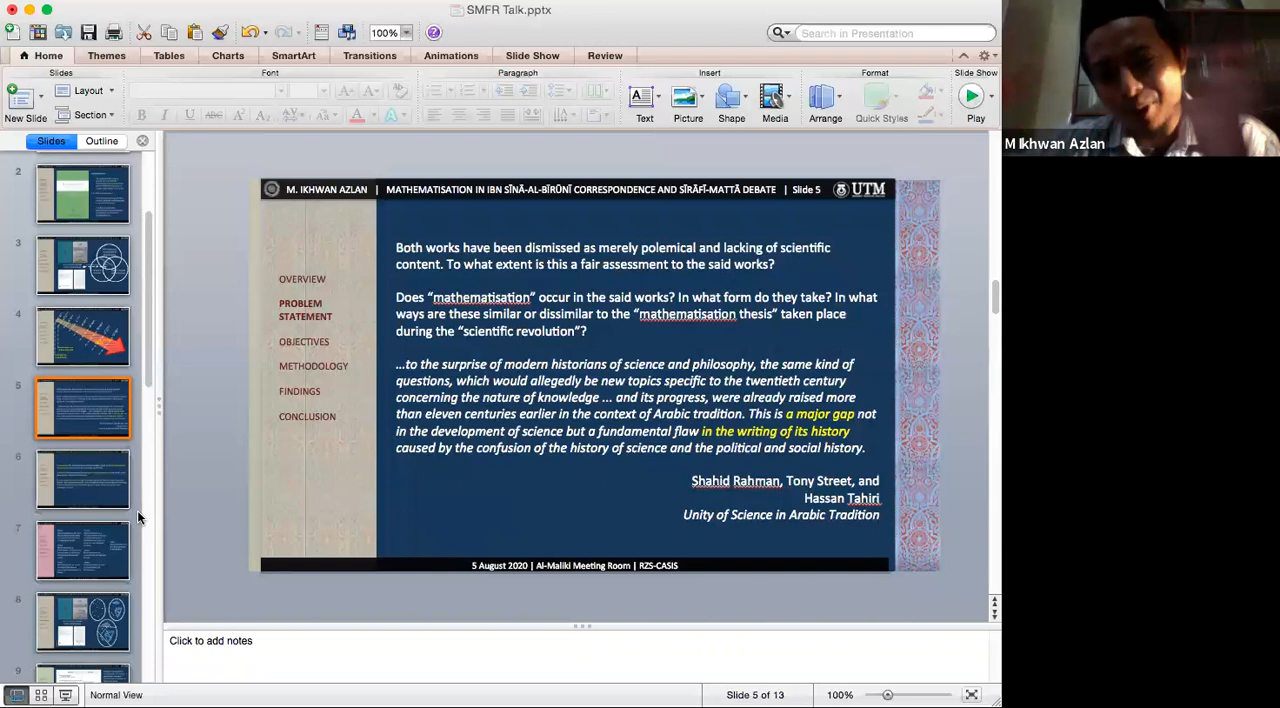 SMFR Talk.pptx
100%
Search in Presentation
Home
Themes
Tables
Charts
SmartArt
Transitions
Animations
Slide Show
Review
Slides
Font
Paragraph
Insert
Format
Slide Show
New Slide
Layout
Section
B I U ABC
Text
Picture
Shape
Media
Arrange
Quick Styles
Play
Slides
Outline
2
3
4
5
6
7
8
9
M. IKHWAN AZLAN | MATHEMATISATION IN IBN SĪNĀ-AL-BĪRŪNĪ CORRESPONDENCE AND SĪRĀFĪ-MATTĀ DEBATE | Slide 5
UTM
OVERVIEW
PROBLEM
STATEMENT
OBJECTIVES
METHODOLOGY
FINDINGS
CONCLUSION
Both works have been dismissed as merely polemical and lacking of scientific
content. To what extent is this a fair assessment to the said works?
Does “mathematisation” occur in the said works? In what form do they take? In what
ways are these similar or dissimilar to the “mathematisation thesis” taken place
during the “scientific revolution”?
…to the surprise of modern historians of science and philosophy, the same kind of
questions, which would allegedly be new topics specific to the twentieth century
concerning the unity of knowledge … and its progress, were already raised more
than eleven centuries earlier in the context of Arabic tradition. This is a major gap not
in the development of science but a fundamental flaw in the writing of its history
caused by the confusion of the history of science and the political and social history.
Shahid Rahman, Tony Street, and
Hassan Tahiri
Unity of Science in Arabic Tradition
5 August 2020 | Al-Maliki Meeting Room | RZS-CASIS
Click to add notes
Normal View
Slide 5 of 13
100%
M Ikhwan Azlan